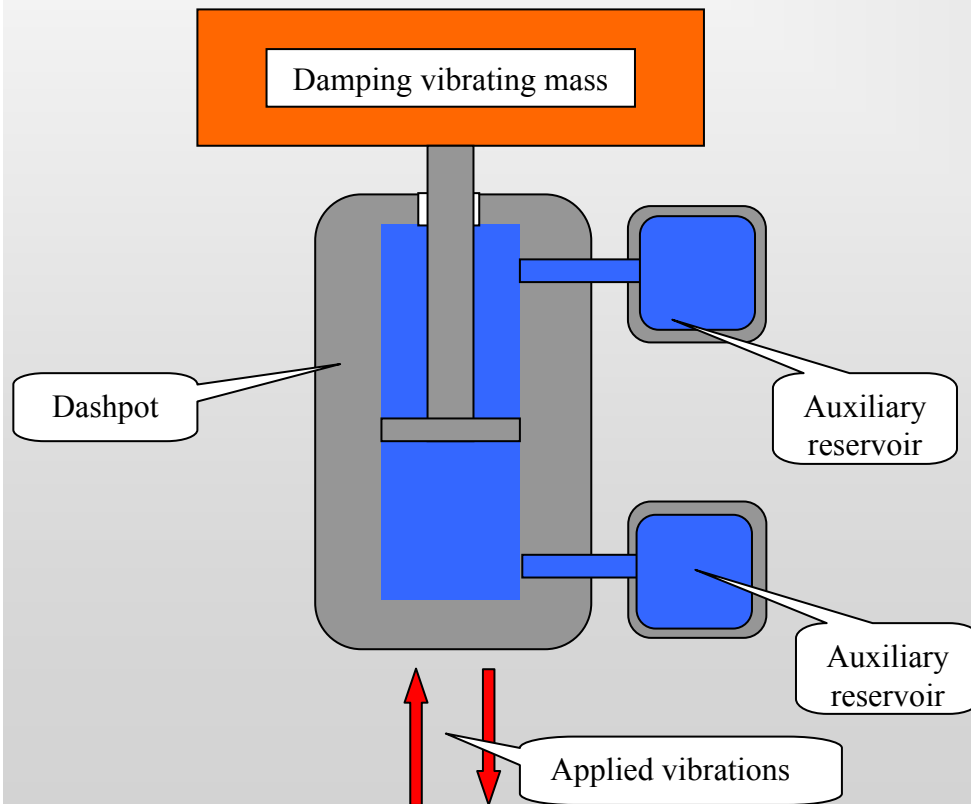 Damping vibrating mass
Dashpot
Auxiliary
reservoir
Auxiliary
reservoir
Applied vibrations